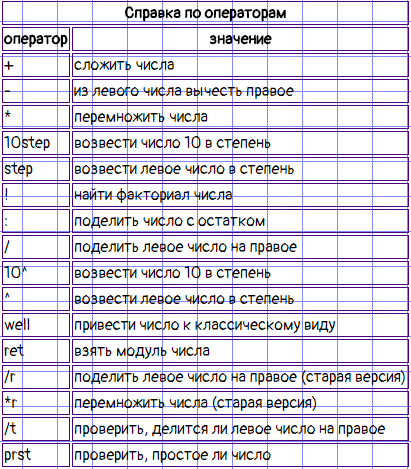 Справка по операторам
оператор значение
+ сложить числа
- из левого числа вычесть правое
* перемножить числа
10step возвести число 10 в степень
step возвести левое число в степень
! найти факториал числа
: поделить число с остатком
/ поделить левое число на правое
10^ возвести число 10 в степень
^ возвести левое число в степень
well привести число к классическому виду
ret взять модуль числа
/r поделить левое число на правое (старая версия)
*r перемножить числа (старая версия)
/t проверить, делится ли левое число на правое
prst проверить, простое ли число